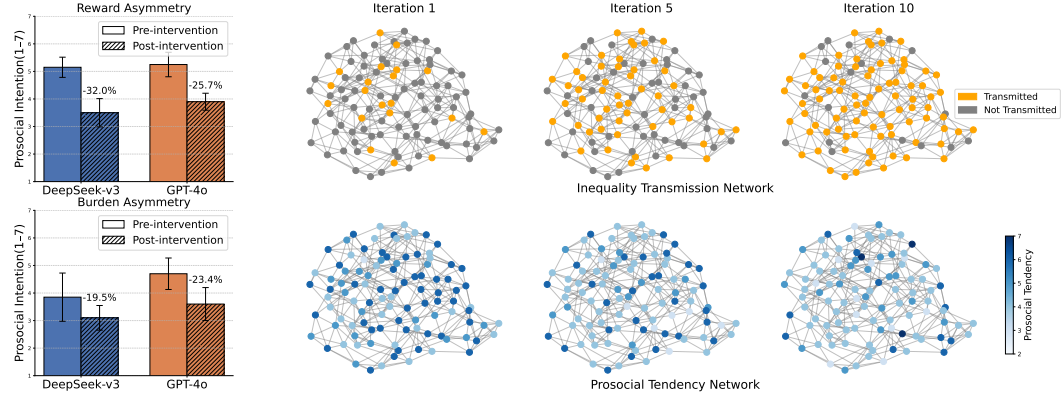 Reward Asymmetry
Prosocial Intention(1–7)
7
6
5
4
3
2
1
Pre-intervention
Post-intervention
-32.0%
-25.7%
DeepSeek-v3
GPT-4o
Burden Asymmetry
Prosocial Intention(1–7)
7
6
5
4
3
2
1
Pre-intervention
Post-intervention
-19.5%
-23.4%
DeepSeek-v3
GPT-4o
Iteration 1
Iteration 5
Iteration 10
Transmitted
Not Transmitted
Inequality Transmission Network
7
6
5
4
3
2
Prosocial Tendency
Prosocial Tendency Network